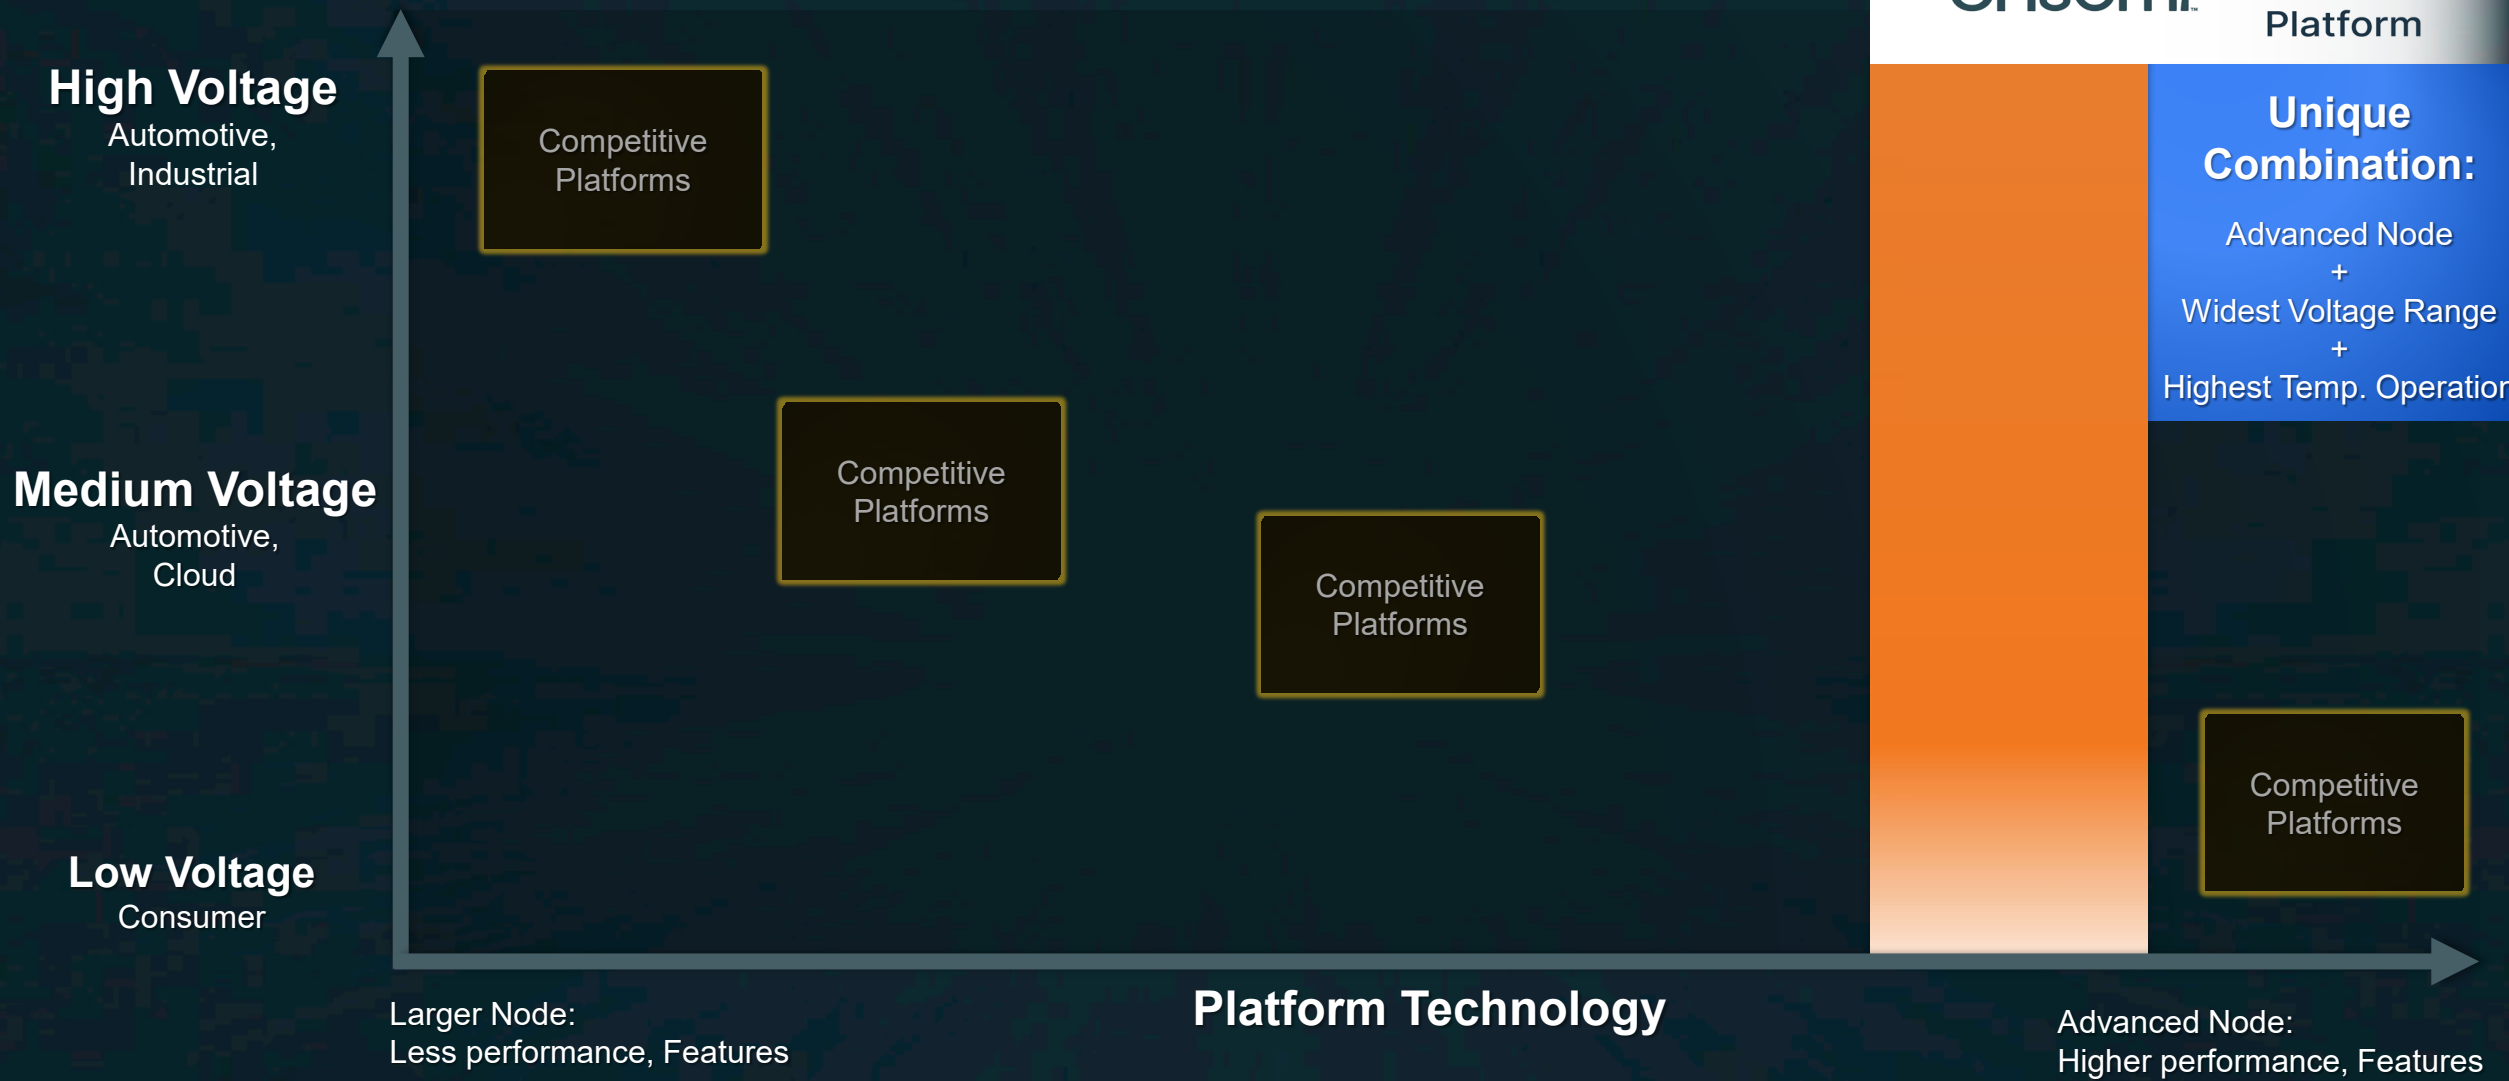 onsemi™
Platform
High Voltage
Automotive,
Industrial
Competitive
Platforms
Unique
Combination:
Advanced Node
+
Widest Voltage Range
+
Highest Temp. Operation
Medium Voltage
Automotive,
Cloud
Competitive
Platforms
Competitive
Platforms
Low Voltage
Consumer
Competitive
Platforms
Larger Node:
Less performance, Features
Platform Technology
Advanced Node:
Higher performance, Features